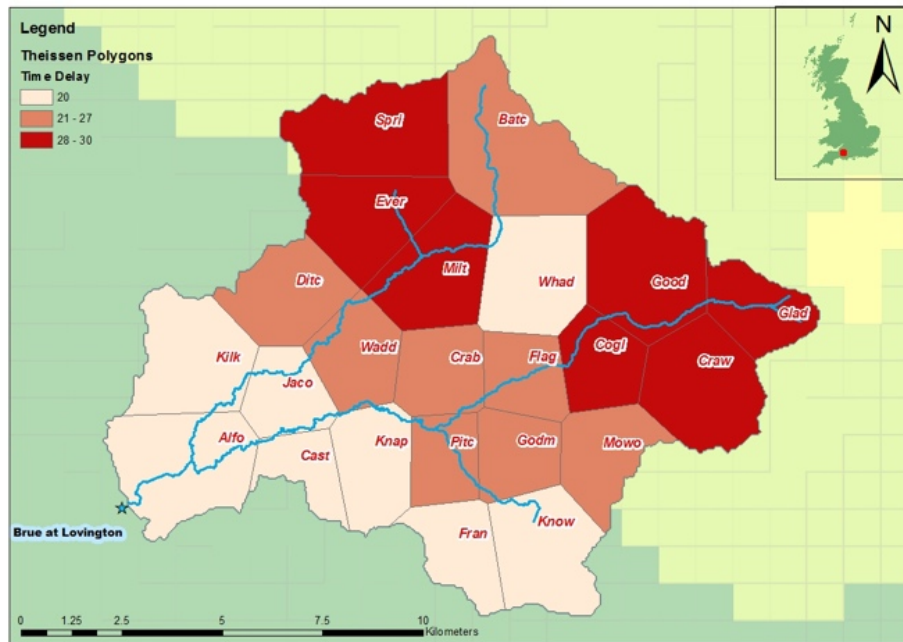 Legend
Theissen Polygons
Time Delay
20
21 - 27
28 - 30
N
Spri
Batc
Ever
Milt
Whad
Good
Ditc
Glad
Wadd
Crab
Flag
Cogl
Craw
Kilk
Jaco
Alfo
Cast
Knap
Pitc
Godm
Mowo
Fran
Know
Brue at Lovington
0 1.25 2.5 5 7.5 10
Kilometers